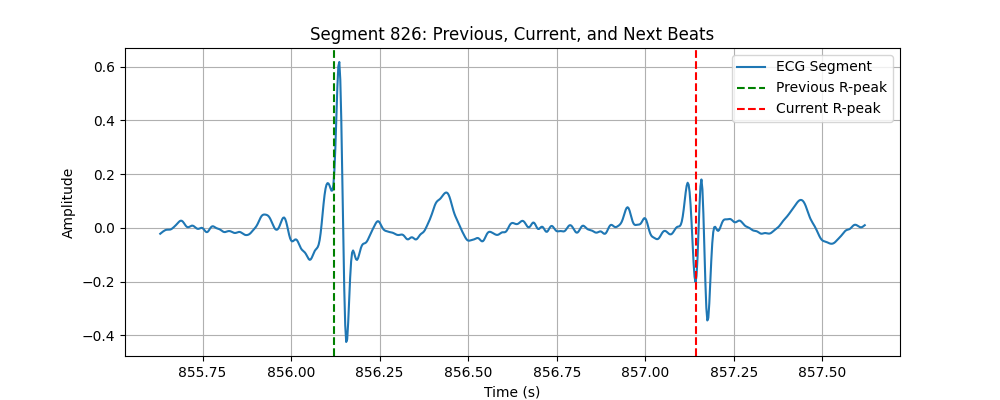 Segment 826: Previous, Current, and Next Beats
ECG Segment
Previous R-peak
Current R-peak
Amplitude
0.6
0.4
0.2
0.0
−0.2
−0.4
855.75 856.00 856.25 856.50 856.75 857.00 857.25 857.50
Time (s)